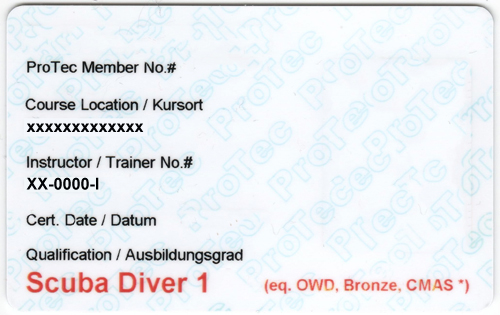 ProTec Member No.#
Course Location / Kursort
xxxxxxxxxxxxx
Instructor / Trainer No.#
XX-0000-I
Cert. Date / Datum
Qualification / Ausbildungsgrad
Scuba Diver 1 (eq. OWD, Bronze, CMAS *)